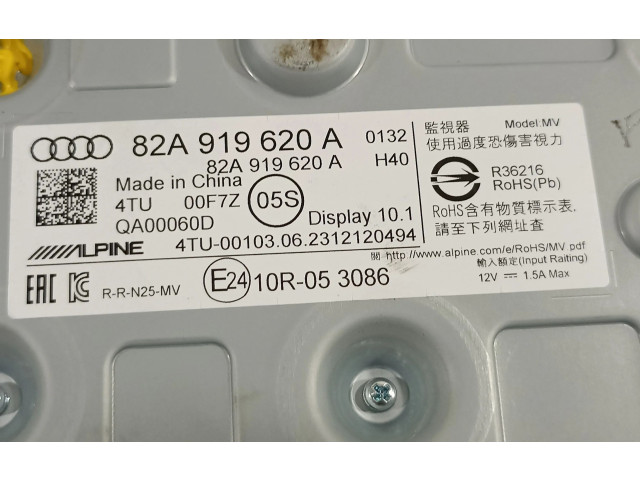 82A 919 620 A 0132
82A 919 620 A H40
Made in China
4TU 00F7Z 05S
QA00060D Display 10.1
ALPINE 4TU-00103.06.2312120494
EAC R-R-N25-MV E24 10R-05 3086
監視器 Model:MV
使用過度恐傷害視力
R36216
RoHS(Pb)
RoHS含有物質標示表,
請至下列網址查
閱 http://www.alpine.com/e/RoHS/MV.pdf
輸入額定(Input Raiting)
12V 1.5A Max